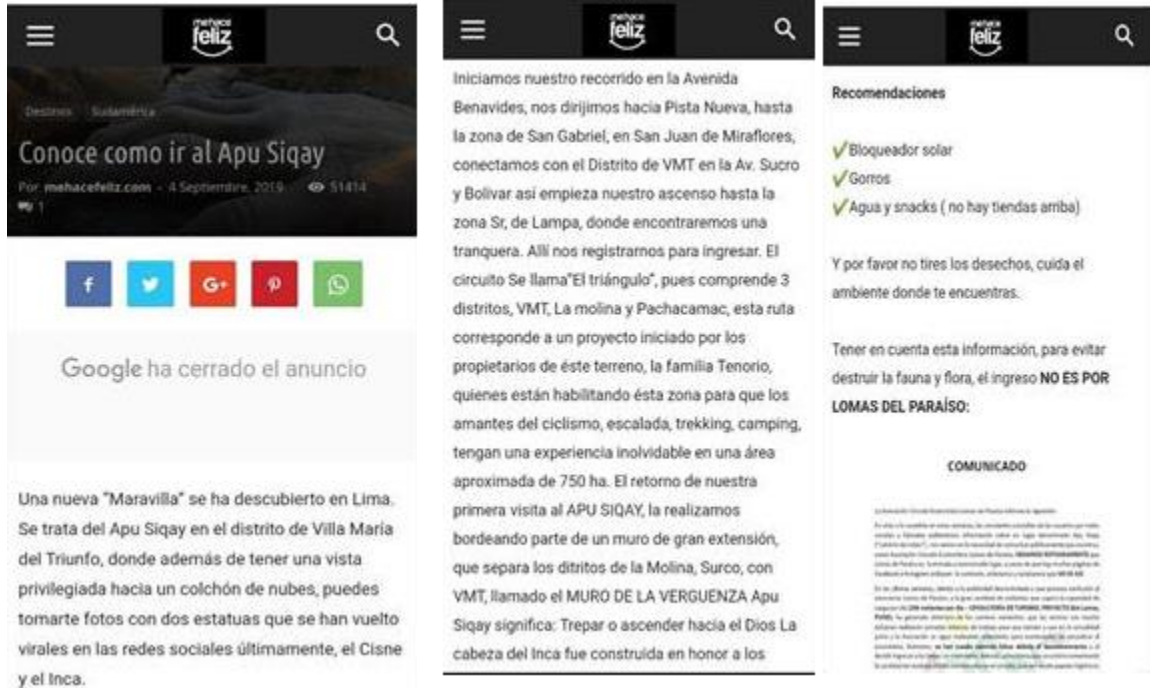 mehace
feliz
Destinos Sudamérica
Conoce como ir al Apu Siqay
Por mehacefeliz.com - 4 Septiembre, 2019 51414
1
f
G+
Google ha cerrado el anuncio
Una nueva "Maravilla" se ha descubierto en Lima.
Se trata del Apu Siqay en el distrito de Villa María
del Triunfo, donde además de tener una vista
privilegiada hacia un colchón de nubes, puedes
tomarte fotos con dos estatuas que se han vuelto
virales en las redes sociales últimamente, el Cisne
y el Inca.
mehace
feliz
Iniciamos nuestro recorrido en la Avenida
Benavides, nos dirijimos hacia Pista Nueva, hasta
la zona de San Gabriel, en San Juan de Miraflores,
conectamos con el Distrito de VMT en la Av. Sucro
y Bolivar así empieza nuestro ascenso hasta la
zona Sr, de Lampa, donde encontraremos una
tranquera. Allí nos registrarnos para ingresar. El
circuito Se llama"El triángulo", pues comprende 3
distritos, VMT, La molina y Pachacamac, esta ruta
corresponde a un proyecto iniciado por los
propietarios de éste terreno, la familia Tenorio,
quienes están habilitando ésta zona para que los
amantes del ciclismo, escalada, trekking, camping,
tengan una experiencia inolvidable en una área
aproximada de 750 ha. El retorno de nuestra
primera visita al APU SIQAY, la realizamos
bordeando parte de un muro de gran extensión,
que separa los ditritos de la Molina, Surco, con
VMT, llamado el MURO DE LA VERGUENZA Apu
Siqay significa: Trepar o ascender hacia el Dios La
cabeza del Inca fue construida en honor a los
mehace
feliz
Recomendaciones
Bloqueador solar
Gorros
Agua y snacks ( no hay tiendas arriba)
Y por favor no tires los desechos, cuida el
ambiente donde te encuentras.
Tener en cuenta esta información, para evitar
destruir la fauna y flora, el ingreso NO ES POR
LOMAS DEL PARAÍSO:
COMUNICADO